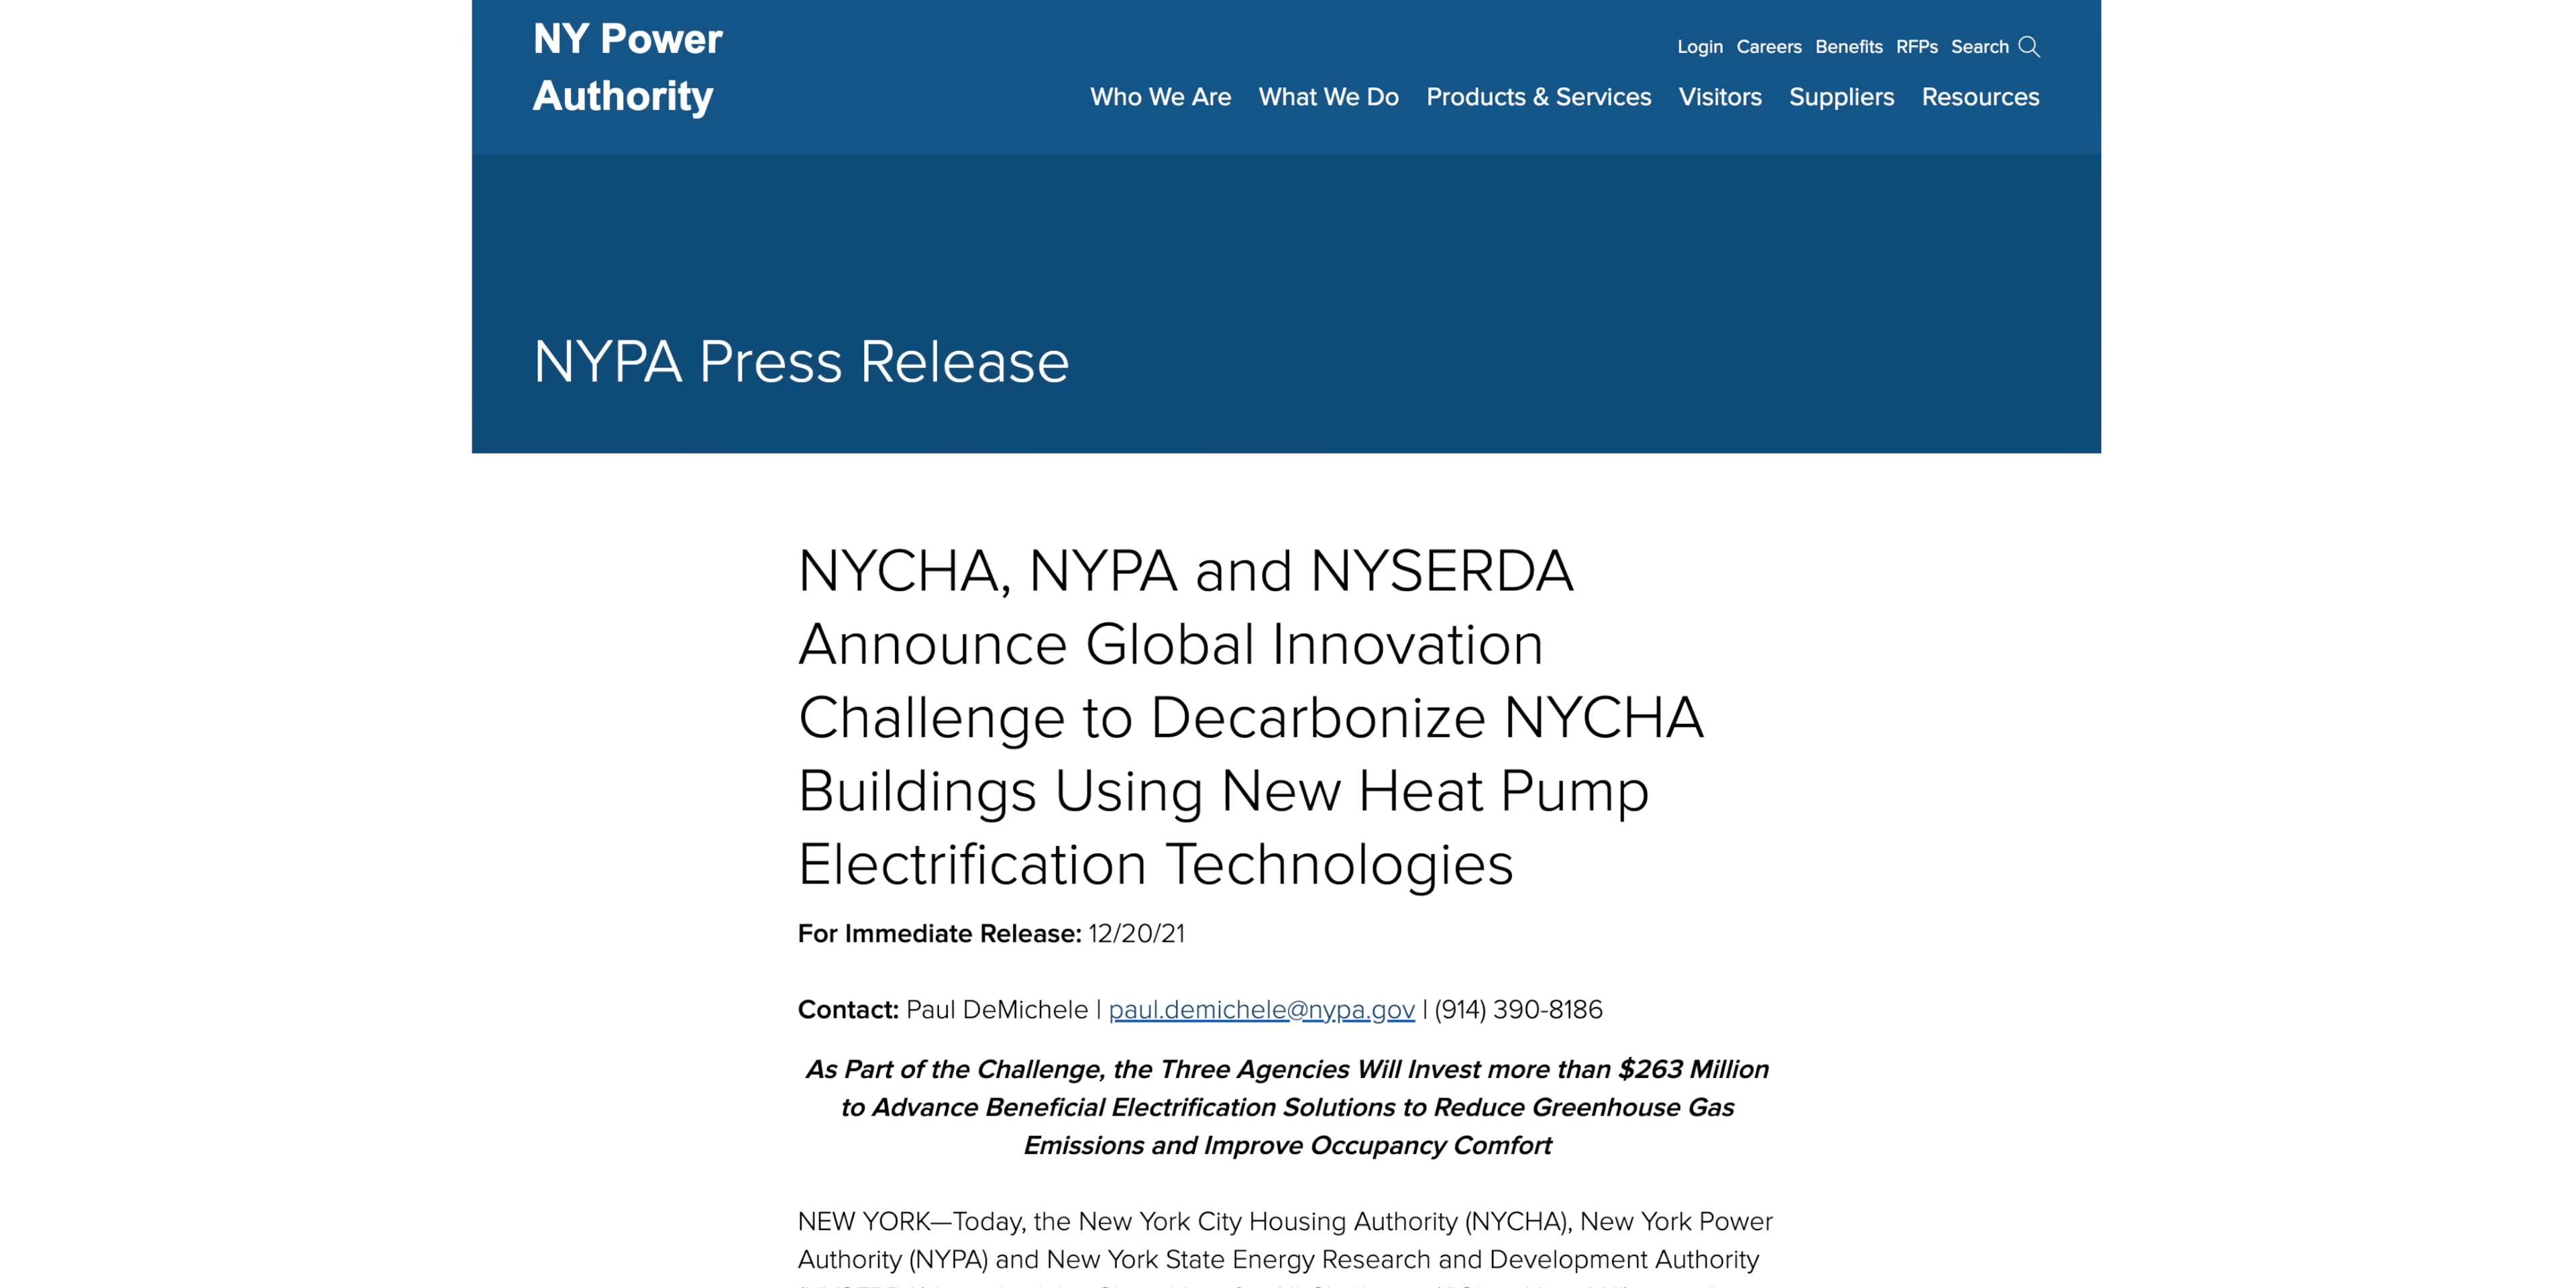 NY Power
Authority
Login Careers Benefits RFPs Search
Who We Are What We Do Products & Services Visitors Suppliers Resources
NYPA Press Release
NYCHA, NYPA and NYSERDA
Announce Global Innovation
Challenge to Decarbonize NYCHA
Buildings Using New Heat Pump
Electrification Technologies
For Immediate Release: 12/20/21
Contact: Paul DeMichele | paul.demichele@nypa.gov | (914) 390-8186
As Part of the Challenge, the Three Agencies Will Invest more than $263 Million
to Advance Beneficial Electrification Solutions to Reduce Greenhouse Gas
Emissions and Improve Occupancy Comfort
NEW YORK—Today, the New York City Housing Authority (NYCHA), New York Power
Authority (NYPA) and New York State Energy Research and Development Authority